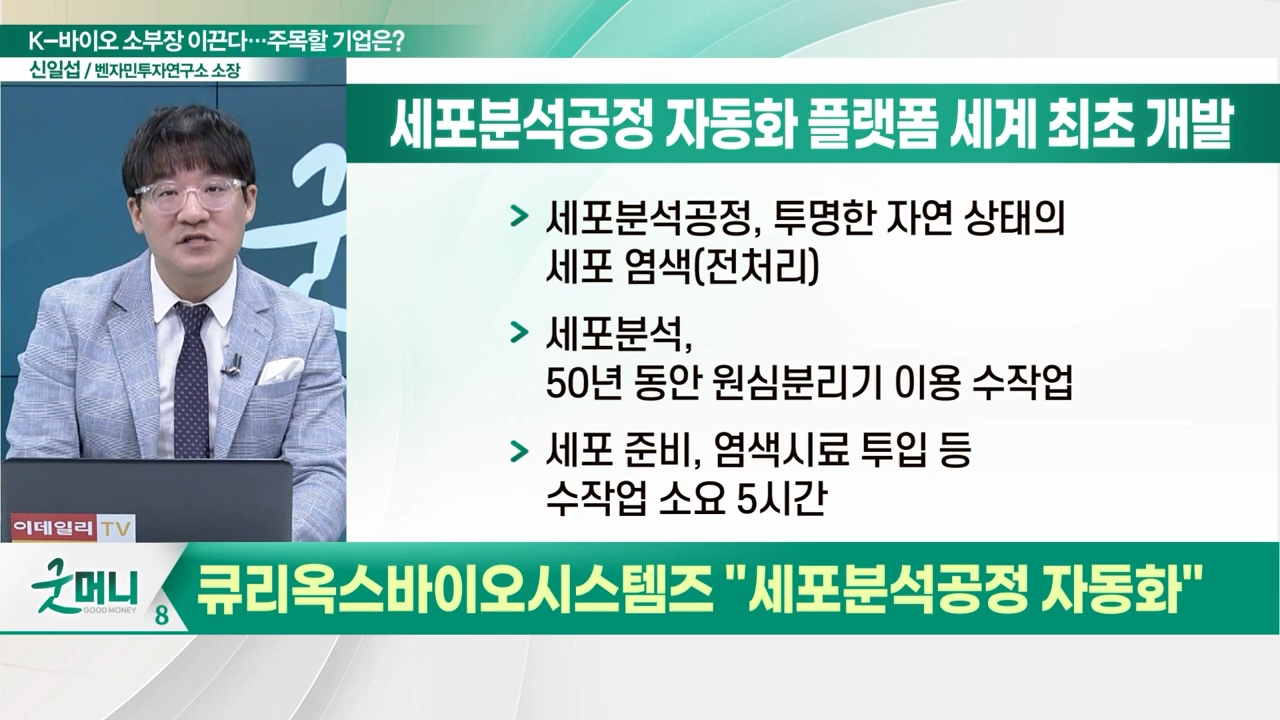 K-바이오 소부장 이끈다…주목할 기업은?
신일섭 / 벤자민투자연구소 소장
세포분석공정 자동화 플랫폼 세계 최초 개발
> 세포분석공정, 투명한 자연 상태의
세포 염색(전처리)
> 세포분석,
50년 동안 원심분리기 이용 수작업
> 세포 준비, 염색시료 투입 등
수작업 소요 5시간
이데일리 TV
굿머니
GOOD MONEY
8
큐리옥스바이오시스템즈 "세포분석공정 자동화"